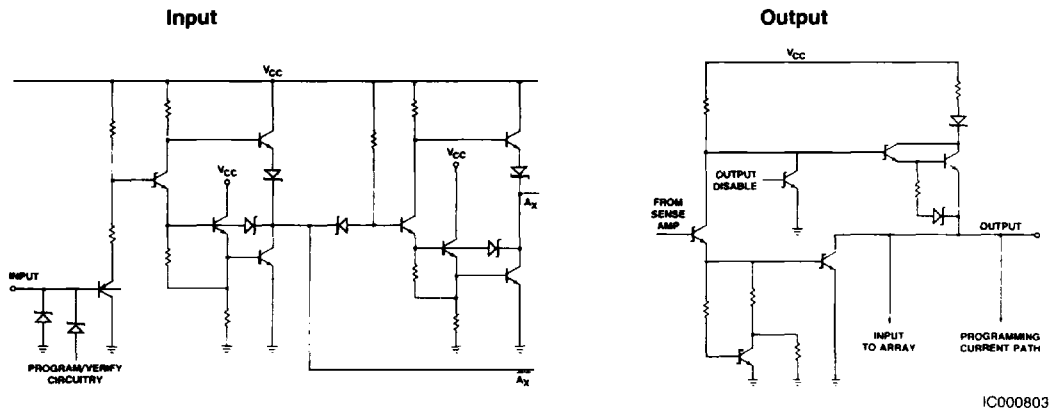 Input
Output
VCC
VCC
VCC
AX
INPUT
PROGRAM/VERIFY
CIRCUITRY
AX
VCC
OUTPUT
DISABLE
FROM
SENSE
AMP
OUTPUT
INPUT
TO ARRAY
PROGRAMMING
CURRENT PATH
IC000803